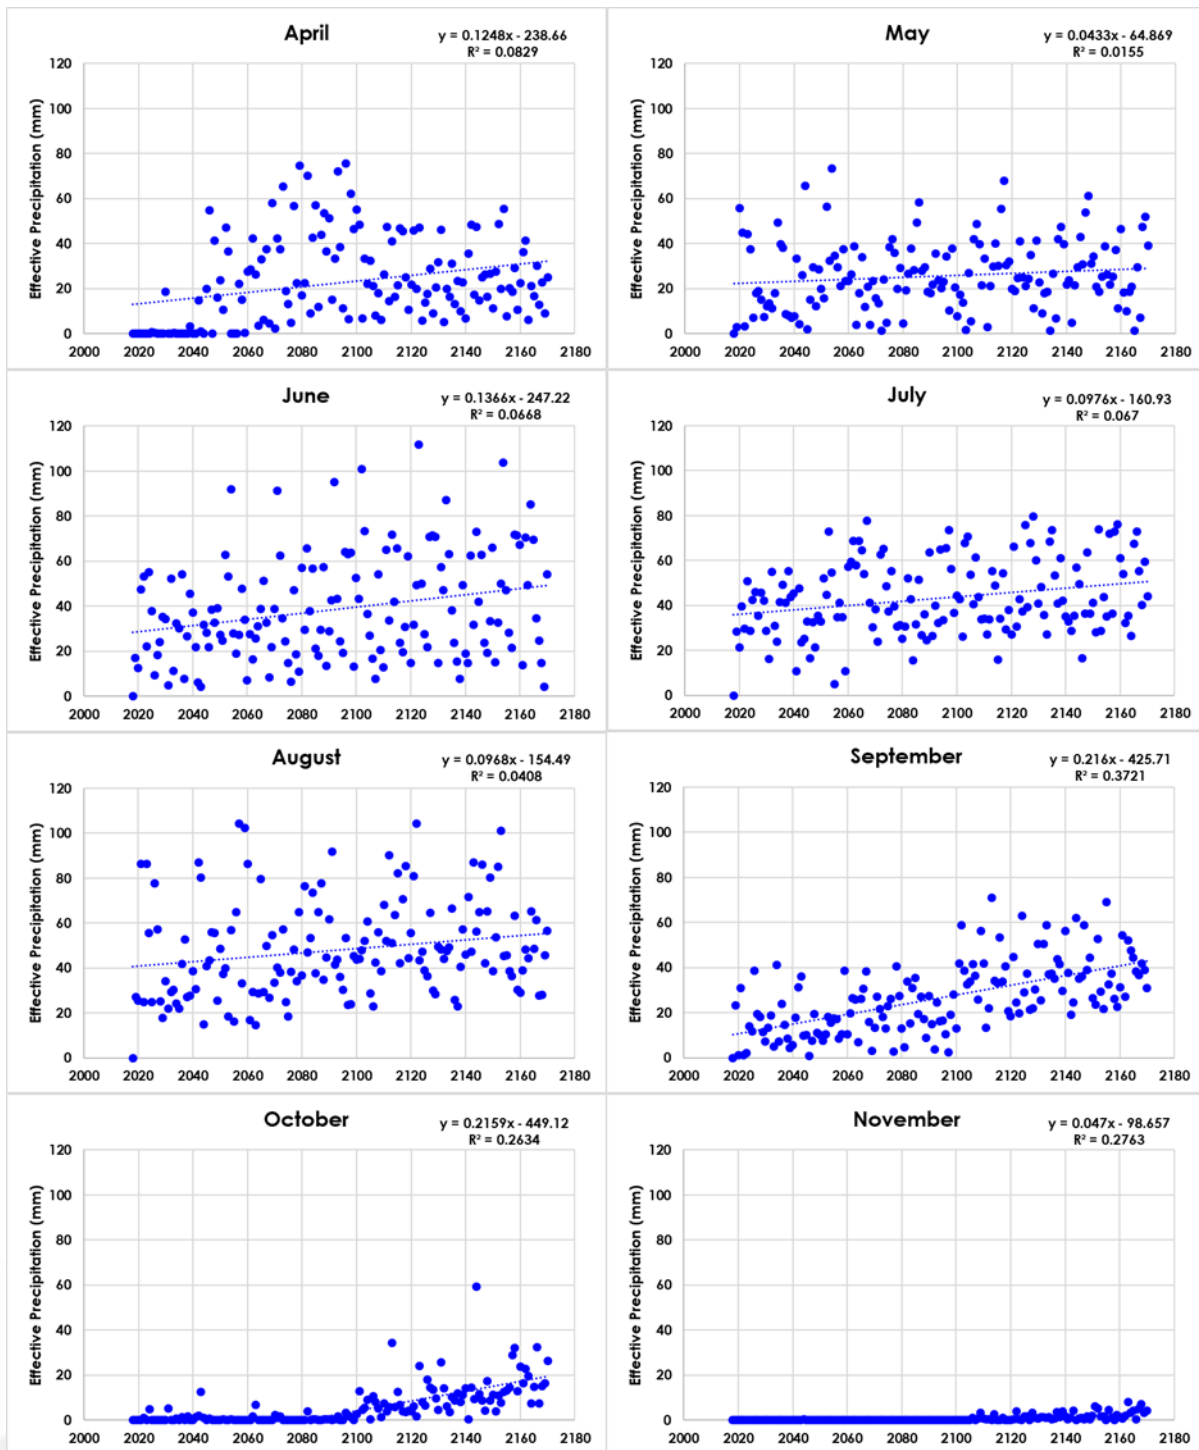 April
y = 0.1248x - 238.66
R² = 0.0829
Effective Precipitation (mm)
120
100
80
60
40
20
0
2000 2020 2040 2060 2080 2100 2120 2140 2160 2180
May
y = 0.0433x - 64.869
R² = 0.0155
Effective Precipitation (mm)
120
100
80
60
40
20
0
2000 2020 2040 2060 2080 2100 2120 2140 2160 2180
June
y = 0.1366x - 247.22
R² = 0.0668
Effective Precipitation (mm)
120
100
80
60
40
20
0
2000 2020 2040 2060 2080 2100 2120 2140 2160 2180
July
y = 0.0976x - 160.93
R² = 0.067
Effective Precipitation (mm)
120
100
80
60
40
20
0
2000 2020 2040 2060 2080 2100 2120 2140 2160 2180
August
y = 0.0968x - 154.49
R² = 0.0408
Effective Precipitation (mm)
120
100
80
60
40
20
0
2000 2020 2040 2060 2080 2100 2120 2140 2160 2180
September
y = 0.216x - 425.71
R² = 0.3721
Effective Precipitation (mm)
120
100
80
60
40
20
0
2000 2020 2040 2060 2080 2100 2120 2140 2160 2180
October
y = 0.2159x - 449.12
R² = 0.2634
Effective Precipitation (mm)
120
100
80
60
40
20
0
2000 2020 2040 2060 2080 2100 2120 2140 2160 2180
November
y = 0.047x - 98.657
R² = 0.2763
Effective Precipitation (mm)
120
100
80
60
40
20
0
2000 2020 2040 2060 2080 2100 2120 2140 2160 2180